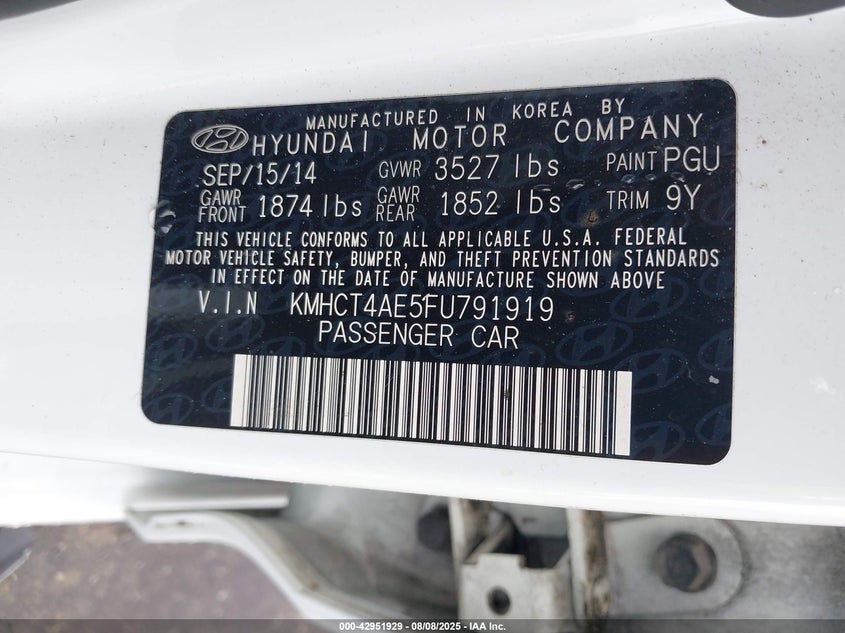 MANUFACTURED IN KOREA BY
HYUNDAI MOTOR COMPANY
SEP/15/14 GVWR 3527 lbs PAINT PGU
GAWR FRONT 1874 lbs GAWR REAR 1852 lbs TRIM 9Y
THIS VEHICLE CONFORMS TO ALL APPLICABLE U.S.A. FEDERAL
MOTOR VEHICLE SAFETY, BUMPER, AND THEFT PREVENTION STANDARDS
IN EFFECT ON THE DATE OF MANUFACTURE SHOWN ABOVE
V.I.N KMHCT4AE5FU791919
PASSENGER CAR
000-42951929 | 08/08/2025 | IAA Inc.